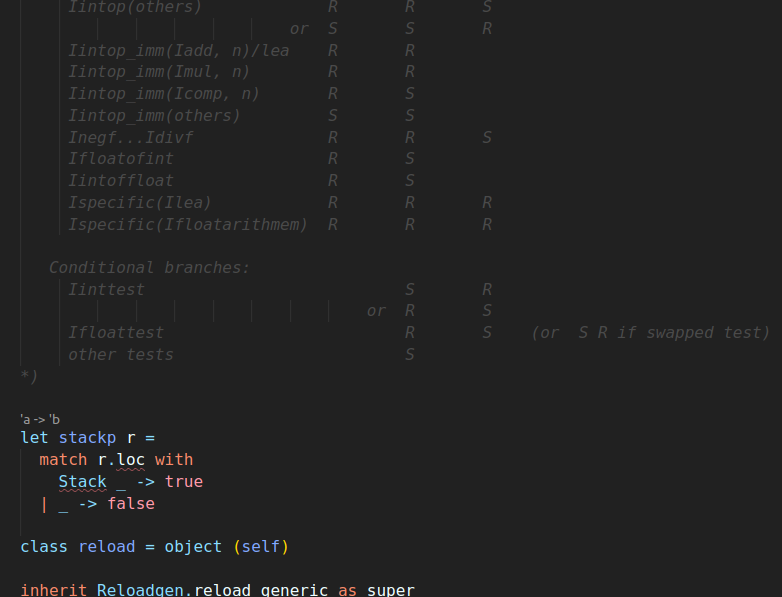 Iintop(others) R R S
or S S R
Iintop_imm(Iadd, n)/lea R R
Iintop_imm(Imul, n) R R
Iintop_imm(Icomp, n) R S
Iintop_imm(others) S S
Inegf...Idivf R R S
Ifloatofint R S
Iintoffloat R S
Ispecific(Ilea) R R R
Ispecific(Ifloatarithmem) R R R
Conditional branches:
Iinttest S R
or R S
Ifloattest R S (or S R if swapped test)
other tests S
*)
'a -> 'b
let stackp r =
match r.loc with
Stack _ -> true
| _ -> false
class reload = object (self)
inherit Reloadgen.reload_generic as super